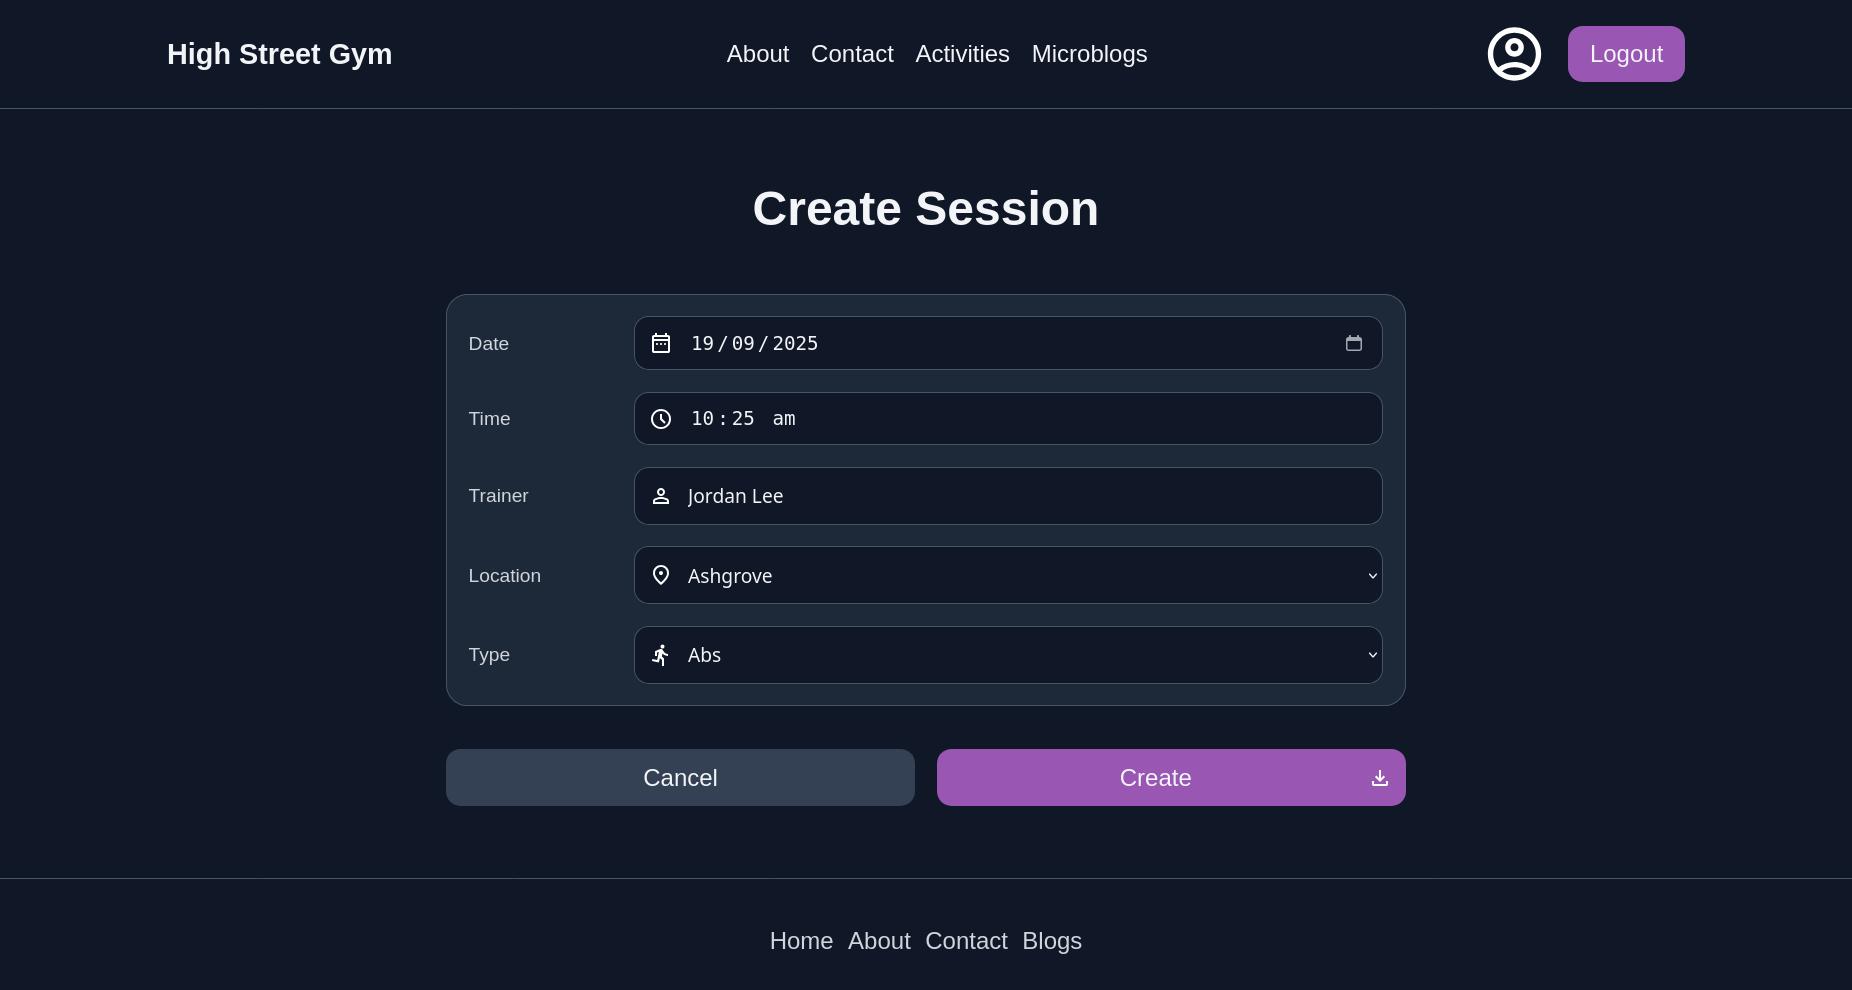 High Street Gym About Contact Activities Microblogs Logout
Create Session
Date 19/09/2025
Time 10:25 am
Trainer Jordan Lee
Location Ashgrove
Type Abs
Cancel Create
Home About Contact Blogs